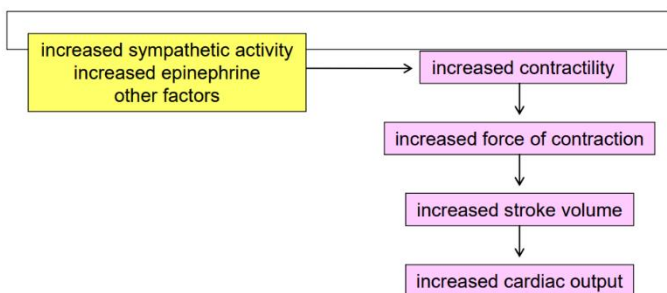 increased sympathetic activity
increased epinephrine
other factors
increased contractility
increased force of contraction
increased stroke volume
increased cardiac output